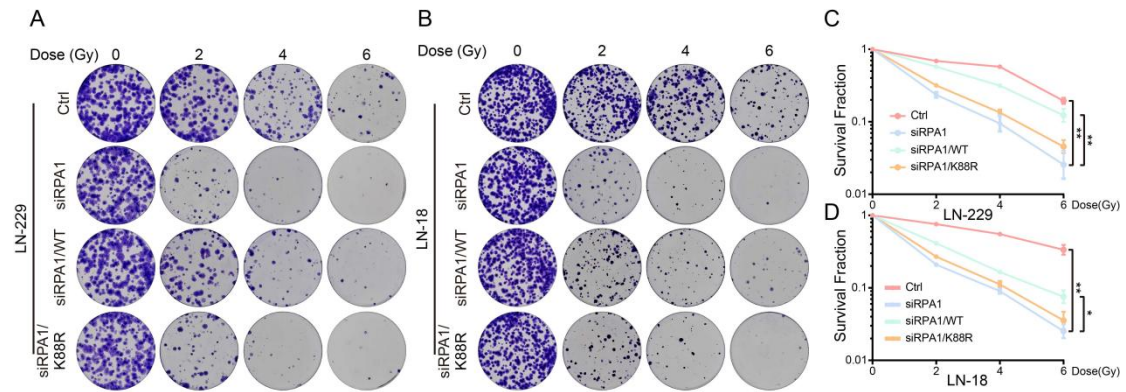 A
Dose (Gy)
0
2
4
6
LN-229
Ctrl
siRPA1
siRPA1/WT
siRPA1/
K88R
B
Dose (Gy)
0
2
4
6
LN-18
Ctrl
siRPA1
siRPA1/WT
siRPA1/
K88R
C
Survival Fraction
1
0.1
0.01
Ctrl
siRPA1
siRPA1/WT
siRPA1/K88R
**
**
0
2
4
6
Dose(Gy)
LN-229
D
Survival Fraction
1
0.1
0.01
Ctrl
siRPA1
siRPA1/WT
siRPA1/K88R
**
*
0
2
4
6
Dose(Gy)
LN-18